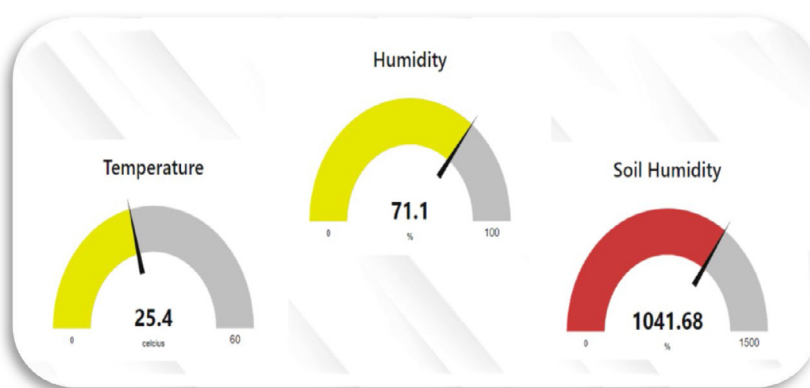 Humidity
71.1
%
0
100
Temperature
25.4
celcius
0
60
Soil Humidity
1041.68
%
0
1500